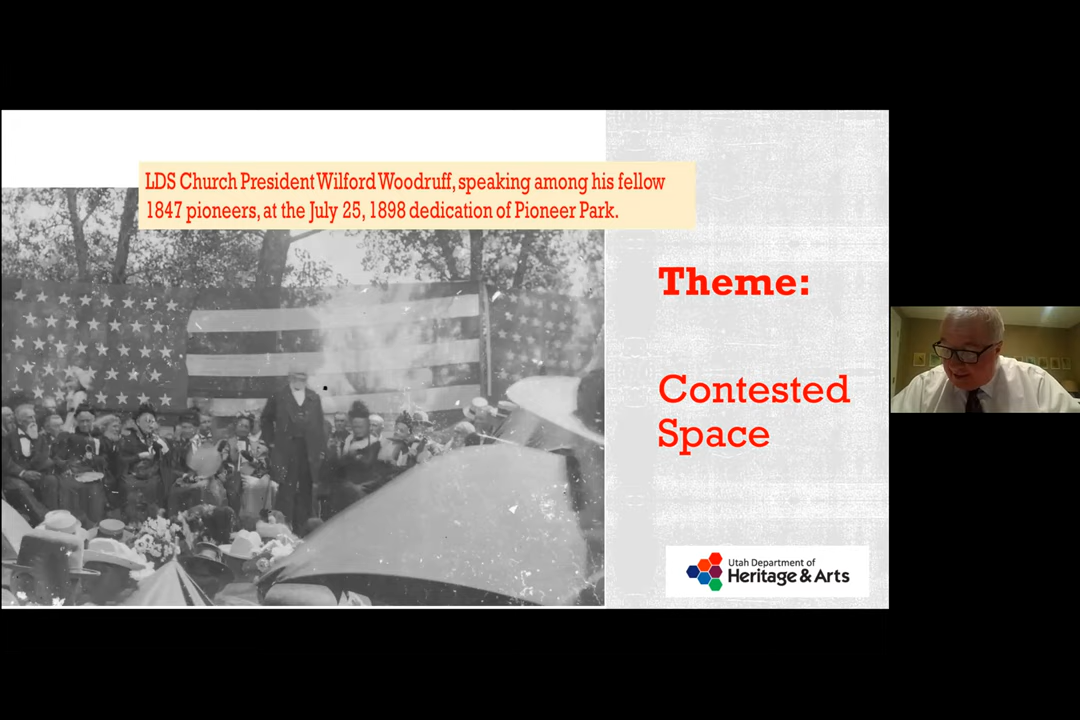 LDS Church President Wilford Woodruff, speaking among his fellow
1847 pioneers, at the July 25, 1898 dedication of Pioneer Park.
Theme:
Contested
Space
Utah Department of
Heritage & Arts